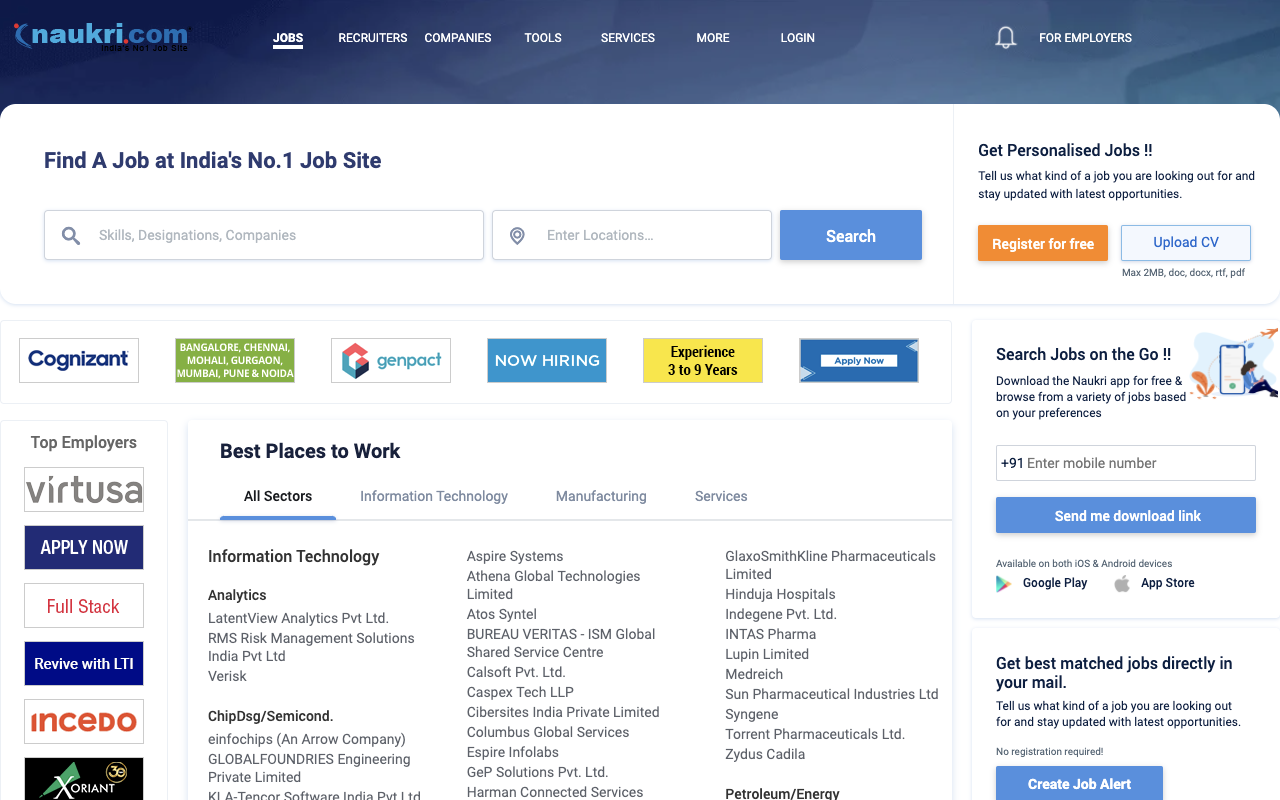 naukri.com
India's No1 Job Site
JOBS
RECRUITERS
COMPANIES
TOOLS
SERVICES
MORE
LOGIN
FOR EMPLOYERS
Find A Job at India's No.1 Job Site
Skills, Designations, Companies
Enter Locations...
Search
Get Personalised Jobs !!
Tell us what kind of a job you are looking out for and
stay updated with latest opportunities.
Register for free
Upload CV
Max 2MB, doc, docx, rtf, pdf
Cognizant
BANGALORE, CHENNAI,
MOHALI, GURGAON,
MUMBAI, PUNE & NOIDA
genpact
NOW HIRING
Experience
3 to 9 Years
Apply Now
Search Jobs on the Go !!
Download the Naukri app for free &
browse from a variety of jobs based
on your preferences
+91 Enter mobile number
Send me download link
Available on both iOS & Android devices
Google Play
App Store
Top Employers
virtusa
APPLY NOW
Full Stack
Revive with LTI
INCEDO
30
XORIANT
Best Places to Work
All Sectors
Information Technology
Manufacturing
Services
Information Technology
Analytics
LatentView Analytics Pvt Ltd.
RMS Risk Management Solutions
India Pvt Ltd
Verisk
ChipDsg/Semicond.
einfochips (An Arrow Company)
GLOBALFOUNDRIES Engineering
Private Limited
KLA-Tencor Software India Pvt Ltd
Aspire Systems
Athena Global Technologies
Limited
Atos Syntel
BUREAU VERITAS - ISM Global
Shared Service Centre
Calsoft Pvt. Ltd.
Caspex Tech LLP
Cibersites India Private Limited
Columbus Global Services
Espire Infolabs
GeP Solutions Pvt. Ltd.
Harman Connected Services
GlaxoSmithKline Pharmaceuticals
Limited
Hinduja Hospitals
Indegene Pvt. Ltd.
INTAS Pharma
Lupin Limited
Medreich
Sun Pharmaceutical Industries Ltd
Syngene
Torrent Pharmaceuticals Ltd.
Zydus Cadila
Petroleum/Energy
Get best matched jobs directly in
your mail.
Tell us what kind of a job you are looking out
for and stay updated with latest opportunities.
No registration required!
Create Job Alert